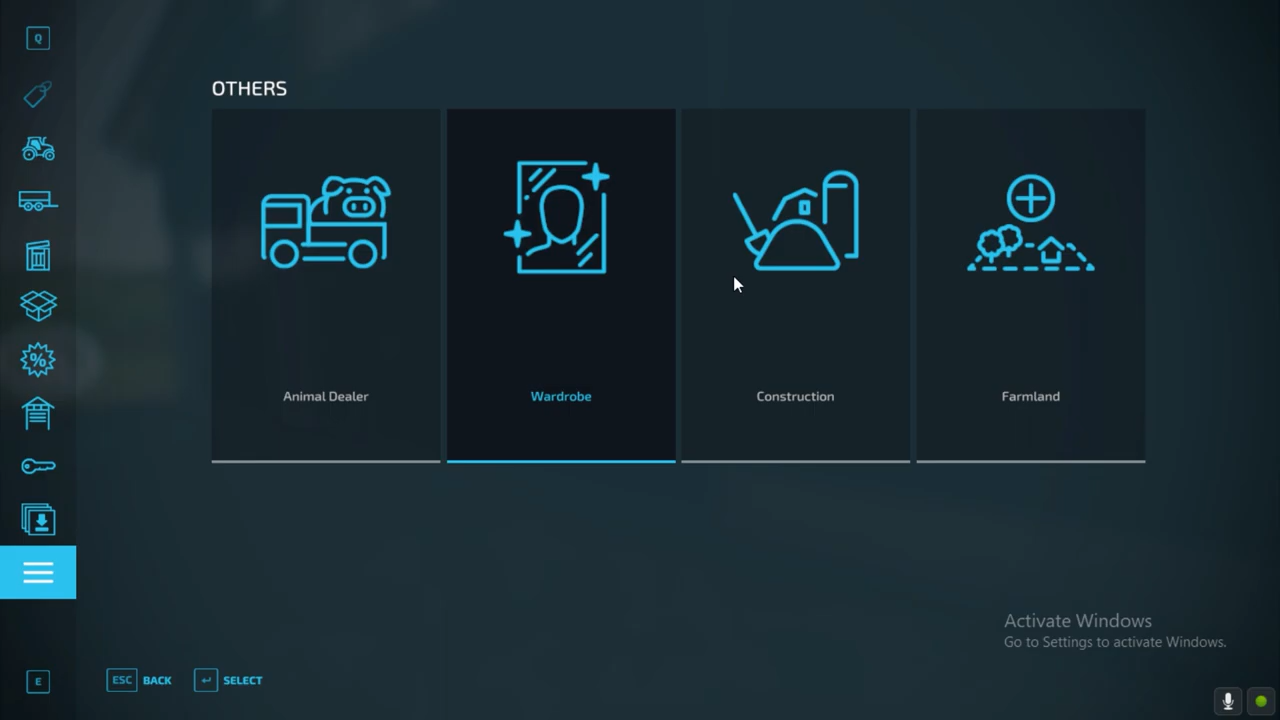 Q
OTHERS
%
Animal Dealer
Wardrobe
Construction
Farmland
Activate Windows
Go to Settings to activate Windows.
E
ESC BACK
SELECT